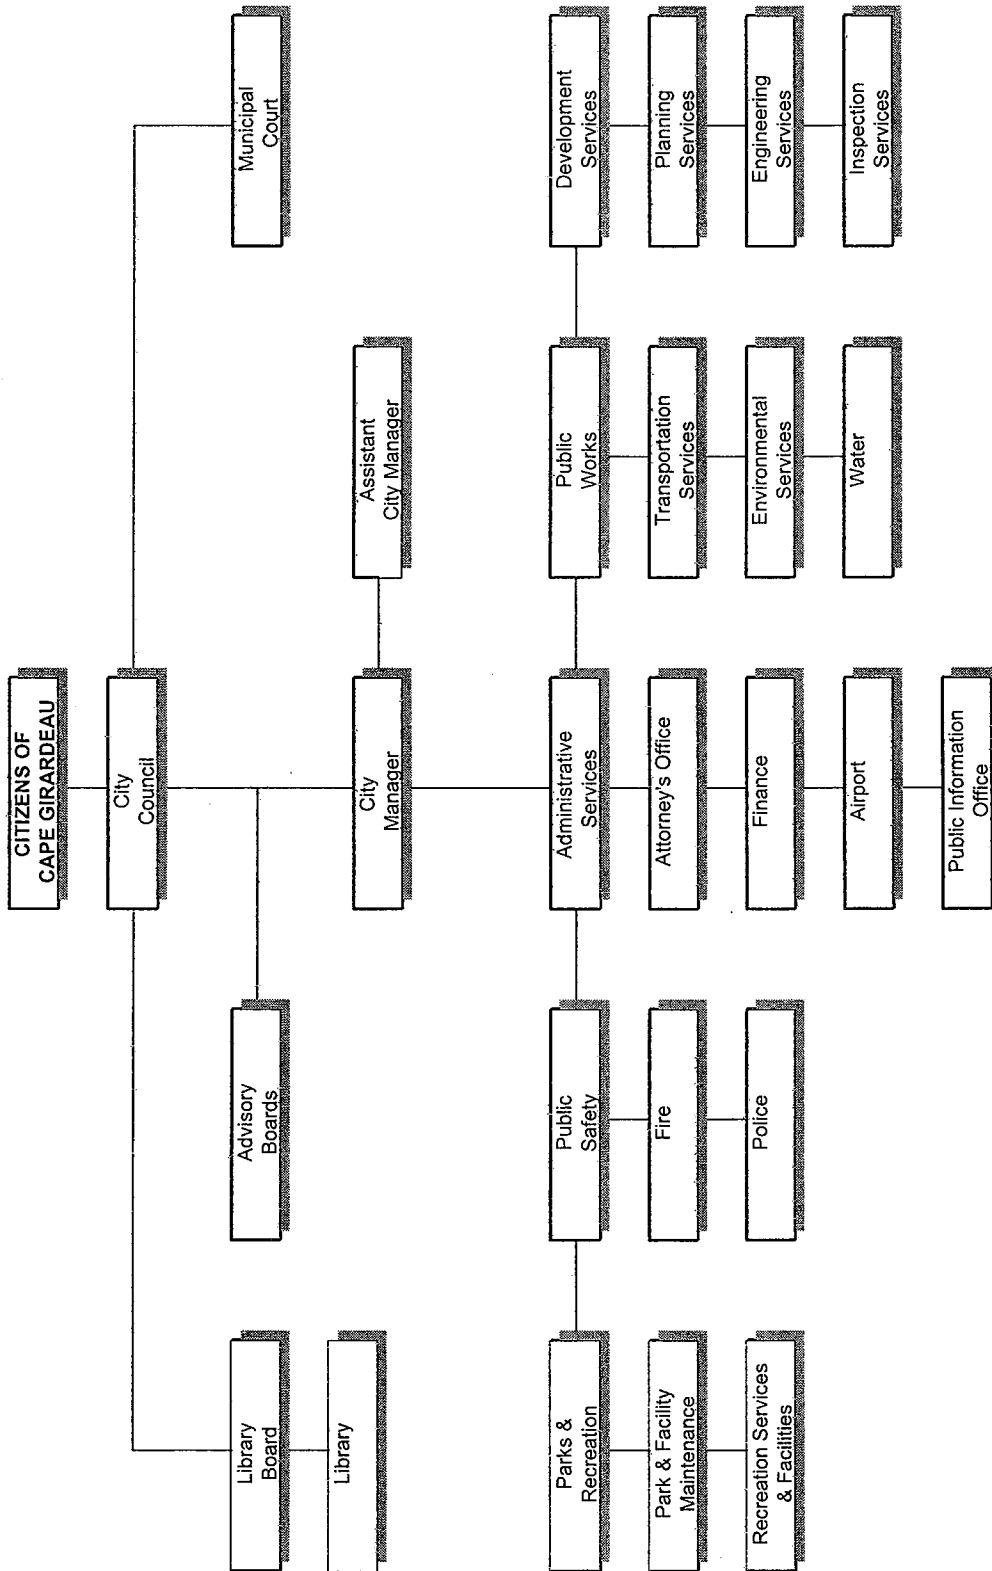 CITIZENS OF
CAPE GIRARDEAU
City
Council
Library
Board
Advisory
Boards
Municipal
Court
Library
City
Manager
Assistant
City Manager
Parks &
Recreation
Public
Safety
Administrative
Services
Public
Works
Development
Services
Park & Facility
Maintenance
Fire
Attorney's Office
Transportation
Services
Planning
Services
Recreation Services
& Facilities
Police
Finance
Environmental
Services
Engineering
Services
Airport
Water
Inspection
Services
Public Information
Office